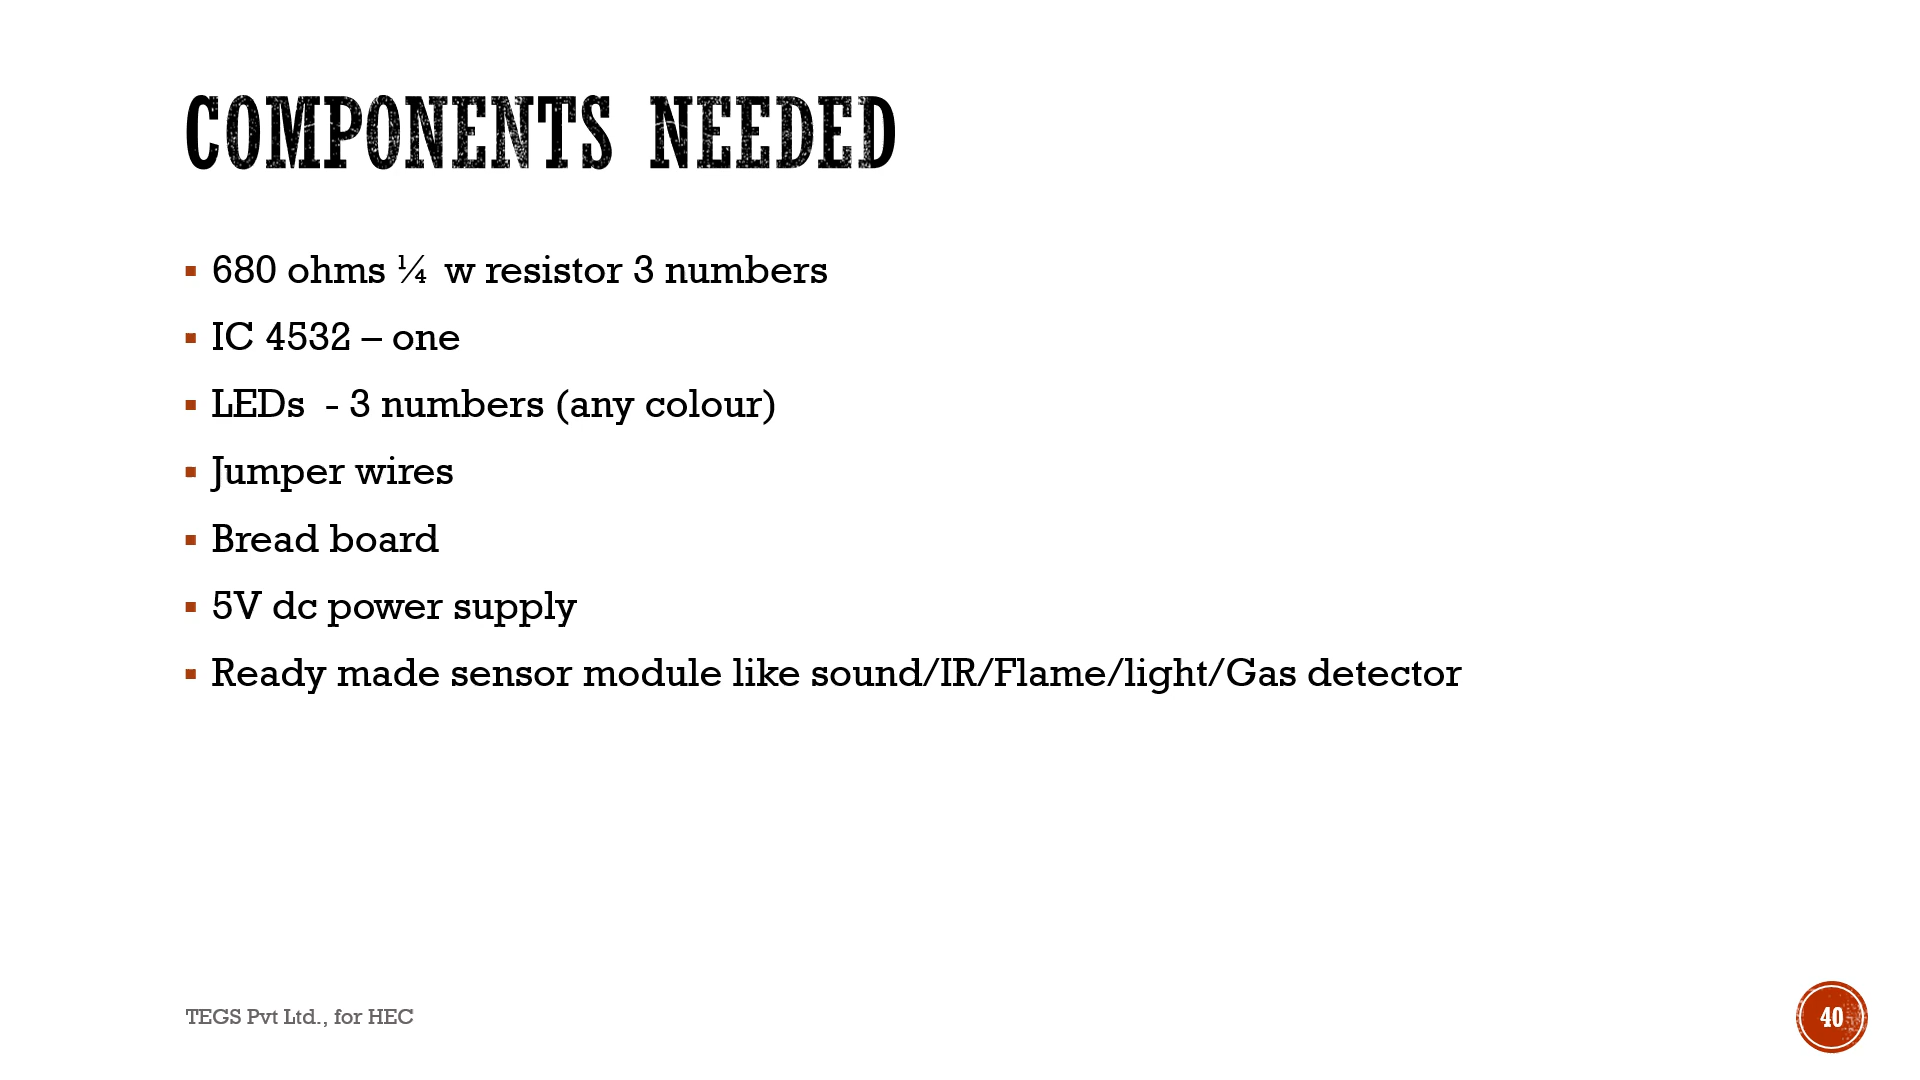 COMPONENTS NEEDED
▪ 680 ohms ¼ w resistor 3 numbers
▪ IC 4532 – one
▪ LEDs - 3 numbers (any colour)
▪ Jumper wires
▪ Bread board
▪ 5V dc power supply
▪ Ready made sensor module like sound/IR/Flame/light/Gas detector
TEGS Pvt Ltd., for HEC
40